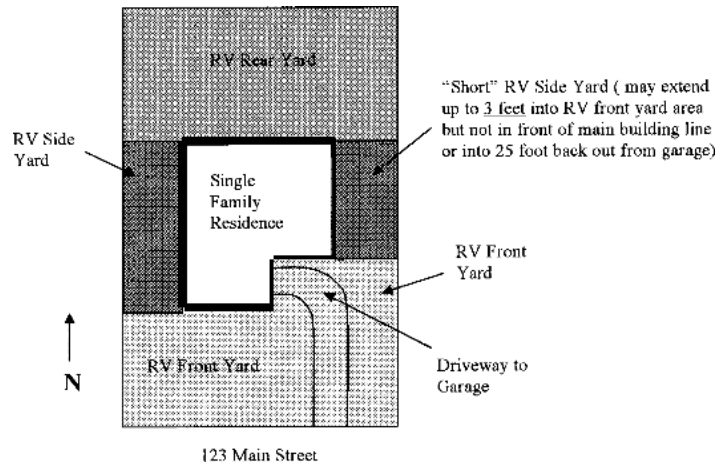 RV Rear Yard
"Short" RV Side Yard ( may extend
up to 3 feet into RV front yard area
but not in front of main building line
or into 25 foot back out from garage)
RV Side
Yard
Single
Family
Residence
RV Front
Yard
RV Front Yard
N
Driveway to
Garage
123 Main Street